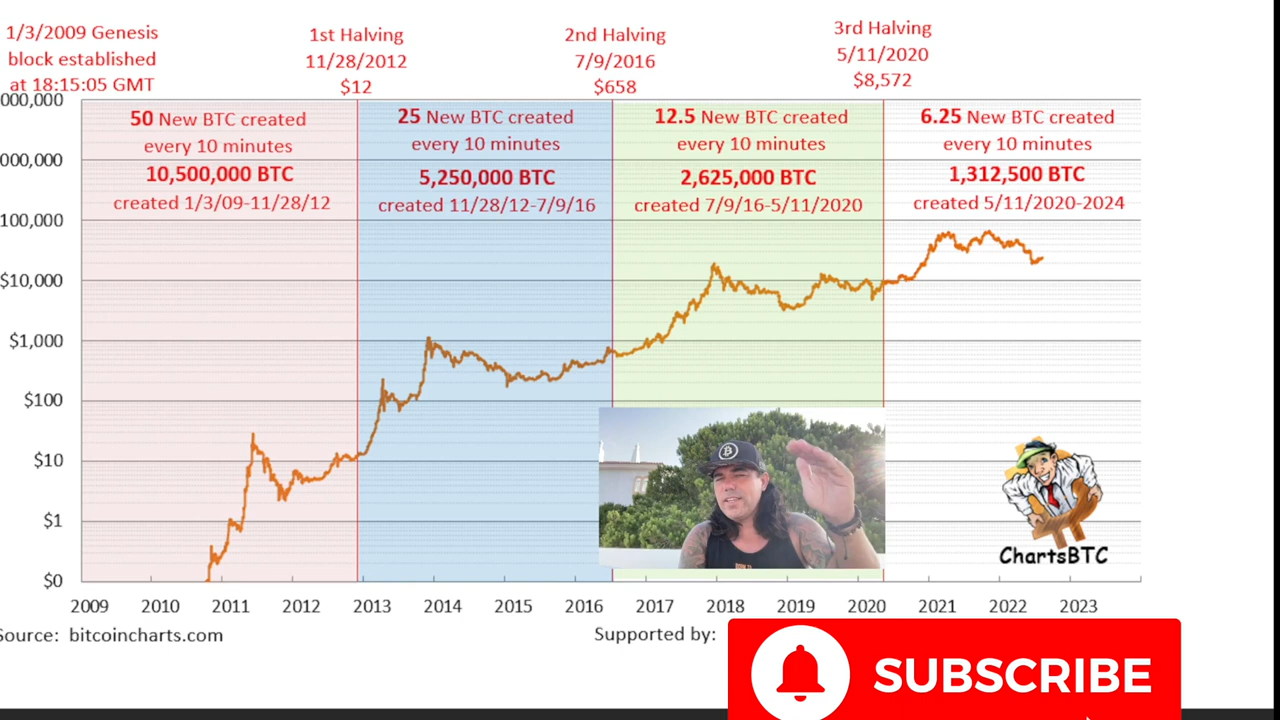 1/3/2009 Genesis
block established
at 18:15:05 GMT
1st Halving
11/28/2012
$12
2nd Halving
7/9/2016
$658
3rd Halving
5/11/2020
$8,572
50 New BTC created
every 10 minutes
10,500,000 BTC
created 1/3/09-11/28/12
25 New BTC created
every 10 minutes
5,250,000 BTC
created 11/28/12-7/9/16
12.5 New BTC created
every 10 minutes
2,625,000 BTC
created 7/9/16-5/11/2020
6.25 New BTC created
every 10 minutes
1,312,500 BTC
created 5/11/2020-2024
000,000
000,000
100,000
$10,000
$1,000
$100
$10
$1
$0
ChartsBTC
2009 2010 2011 2012 2013 2014 2015 2016 2017 2018 2019 2020 2021 2022 2023
Source: bitcoincharts.com
Supported by:
SUBSCRIBE